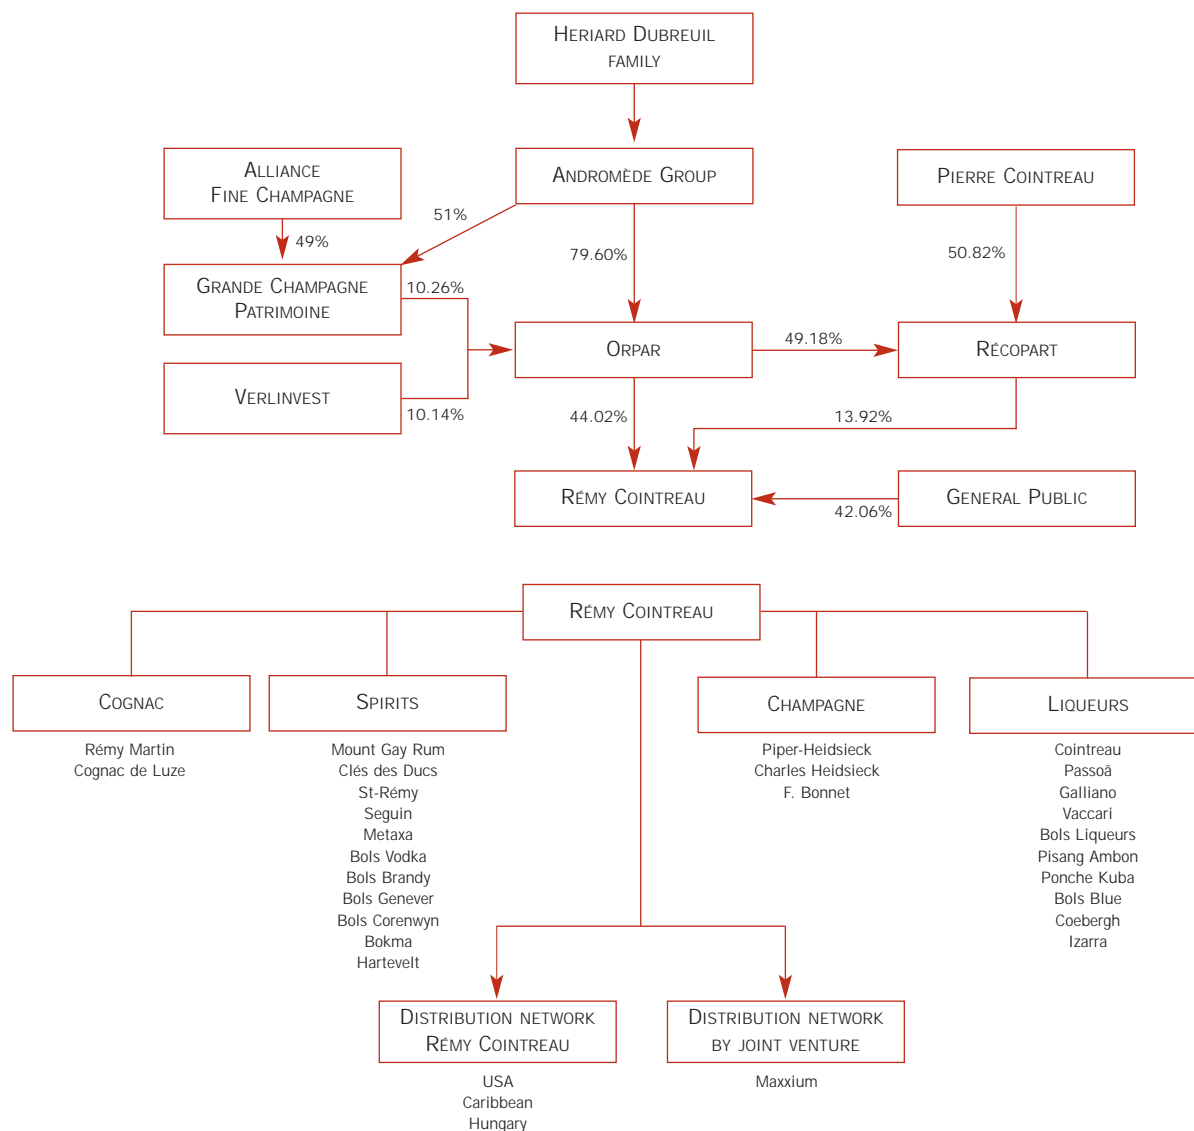 HERIARD DUBREUIL
FAMILY
ALLIANCE
FINE CHAMPAGNE
ANDROMÈDE GROUP
PIERRE COINTREAU
51%
49%
79.60%
50.82%
GRANDE CHAMPAGNE
PATRIMOINE
10.26%
ORPAR
49.18%
RÉCOPART
VERLINVEST
10.14%
44.02%
13.92%
RÉMY COINTREAU
GENERAL PUBLIC
42.06%
RÉMY COINTREAU
COGNAC
Rémy Martin
Cognac de Luze
SPIRITS
Mount Gay Rum
Clés des Ducs
St-Rémy
Seguin
Metaxa
Bols Vodka
Bols Brandy
Bols Genever
Bols Corenwyn
Bokma
Hartevelt
CHAMPAGNE
Piper-Heidsieck
Charles Heidsieck
F. Bonnet
LIQUEURS
Cointreau
Passoã
Galliano
Vaccari
Bols Liqueurs
Pisang Ambon
Ponche Kuba
Bols Blue
Coebergh
Izarra
DISTRIBUTION NETWORK
RÉMY COINTREAU
USA
Caribbean
Hungary
DISTRIBUTION NETWORK
BY JOINT VENTURE
Maxxium